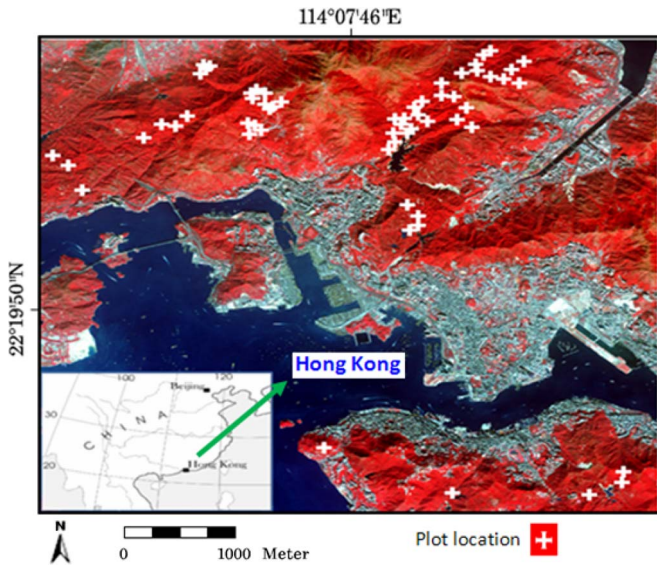 114°07'46"
22°19'50"N
Hong Kong
100
120
Beijing
30
CHINA
20
Hong Kong
N
0 1000 Meter
Plot location